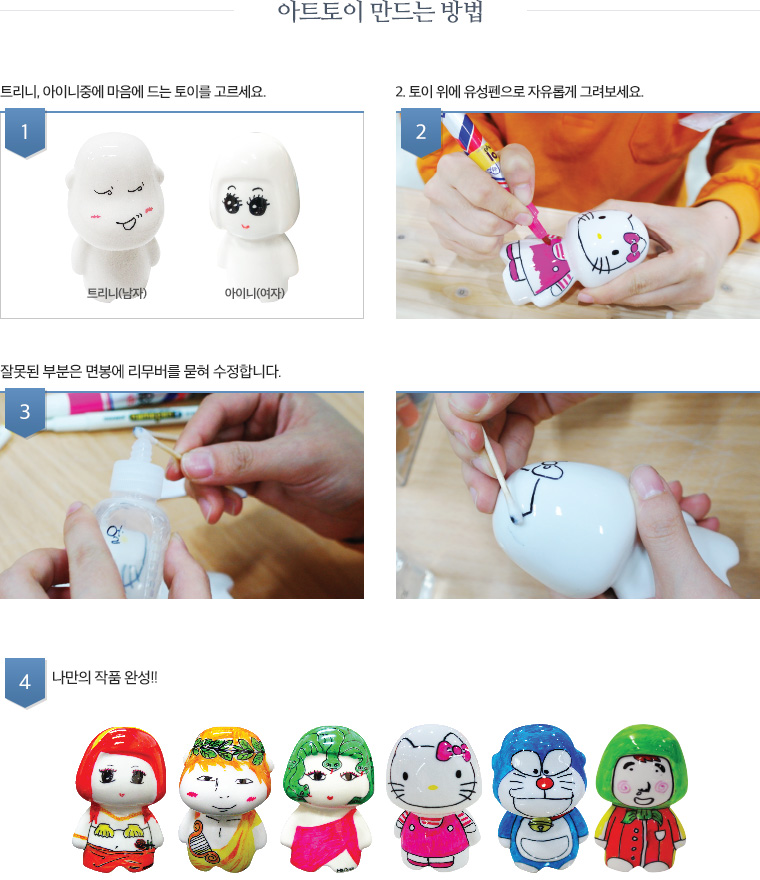 아트토이 만드는 방법
트리니, 아이니중에 마음에 드는 토이를 고르세요.
1
트리니(남자)
아이니(여자)
2. 토이 위에 유성펜으로 자유롭게 그려보세요.
2
잘못된 부분은 면봉에 리무버를 묻혀 수정합니다.
3
4
나만의 작품 완성!!